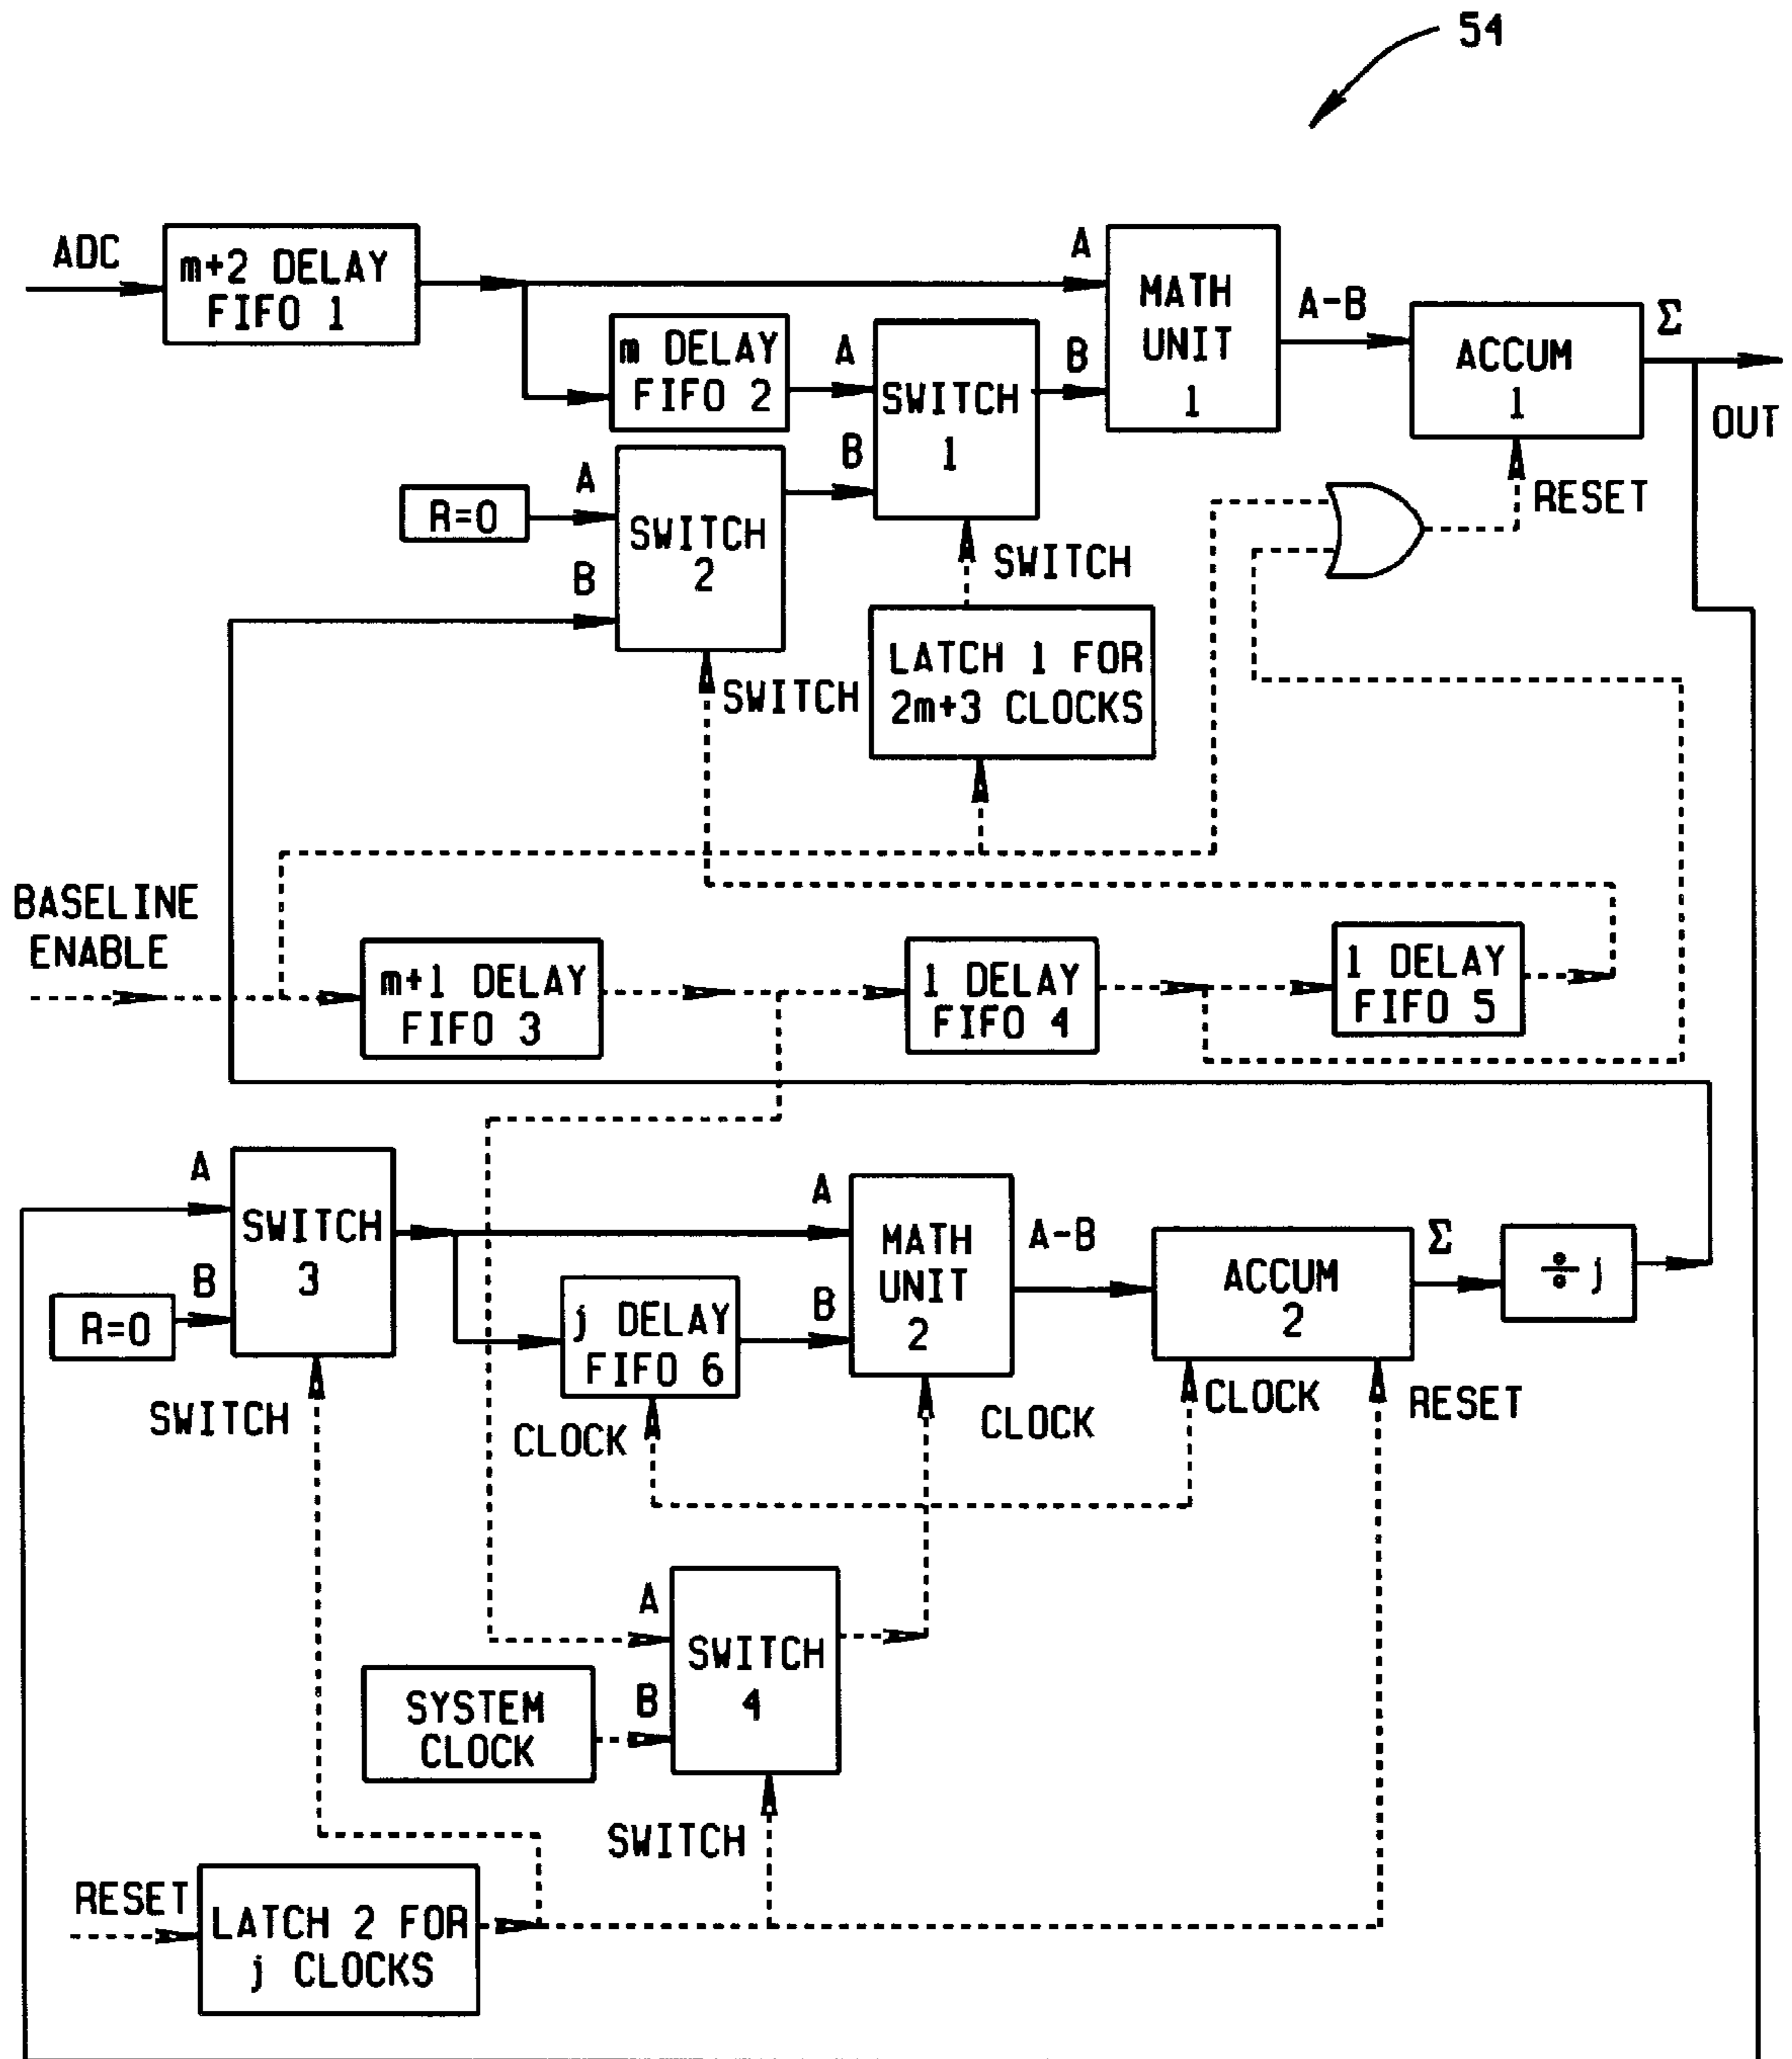 54
ADC
m+2 DELAY
FIFO 1
A
MATH
UNIT
1
B
A-B
ACCUM
1
Σ
OUT
m DELAY
FIFO 2
A
SWITCH
1
B
R=0
A
SWITCH
2
B
RESET
SWITCH
SWITCH
LATCH 1 FOR
2m+3 CLOCKS
BASELINE
ENABLE
m+1 DELAY
FIFO 3
1 DELAY
FIFO 4
1 DELAY
FIFO 5
A
SWITCH
3
B
R=0
A
MATH
UNIT
2
B
A-B
ACCUM
2
Σ
÷ j
j DELAY
FIFO 6
SWITCH
CLOCK
CLOCK
CLOCK
RESET
A
SWITCH
4
B
SYSTEM
CLOCK
SWITCH
RESET
LATCH 2 FOR
j CLOCKS